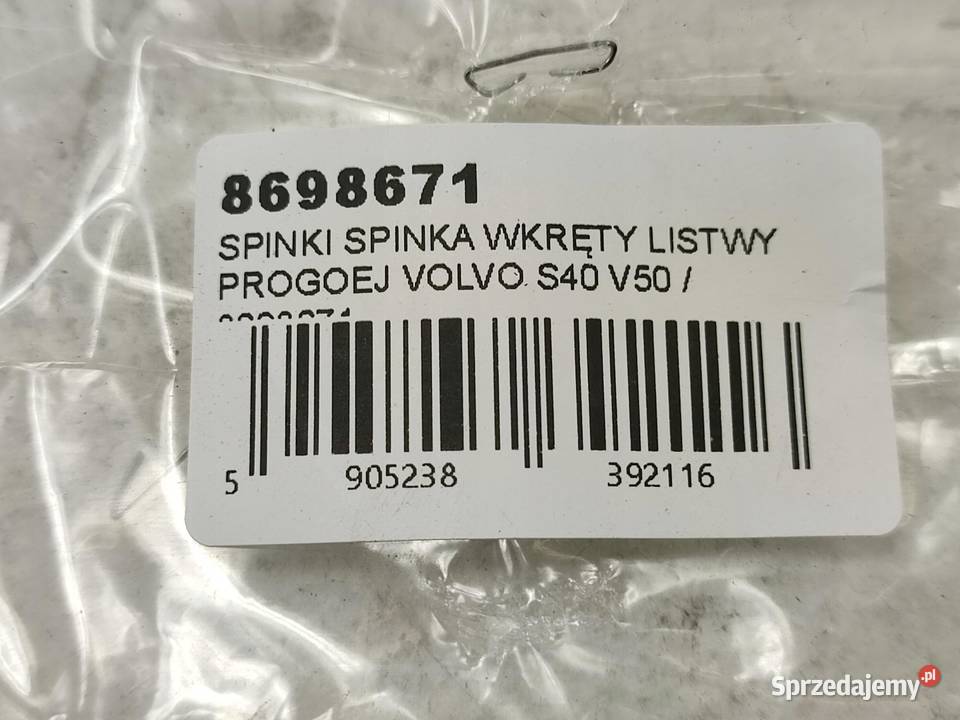 8698671
SPINKI SPINKA WKRĘTY LISTWY
PROGOEJ VOLVO S40 V50 /
5 905238 392116
Sprzedajemy.pl